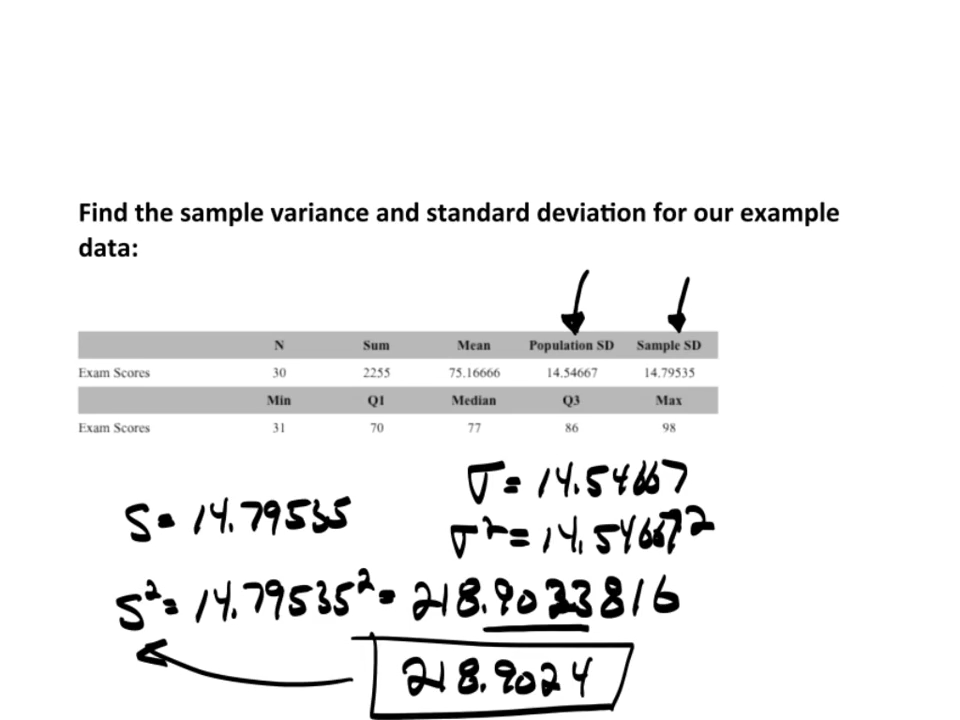 Find the sample variance and standard deviation for our example
data:
N Sum Mean Population SD Sample SD
Exam Scores 30 2255 75.16666 14.54667 14.79535
Min Q1 Median Q3 Max
Exam Scores 31 70 77 86 98
σ = 14.54667
S = 14.79535
σ² = 14.54667²
S² = 14.79535² = 218.9023816
218.9024